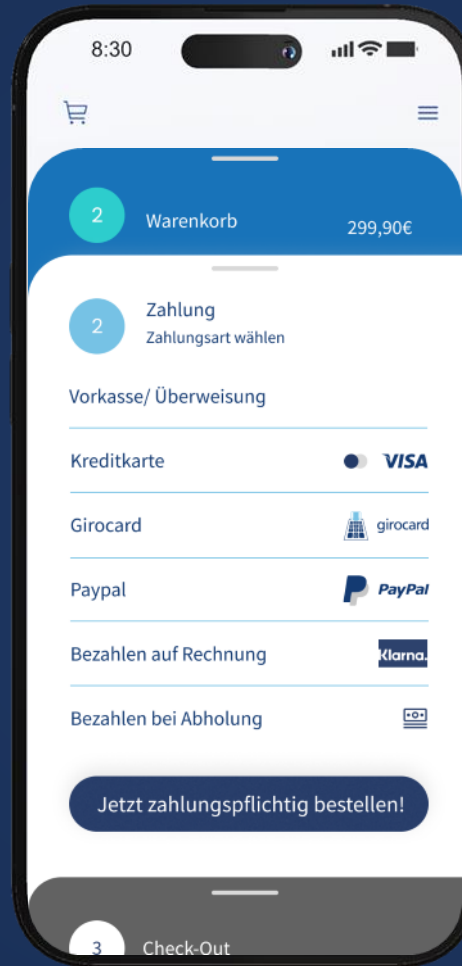 8:30
2
Warenkorb
299,90€
2
Zahlung
Zahlungsart wählen
Vorkasse/ Überweisung
Kreditkarte
VISA
Girocard
girocard
Paypal
PayPal
Bezahlen auf Rechnung
Klarna.
Bezahlen bei Abholung
Jetzt zahlungspflichtig bestellen!
3
Check-Out